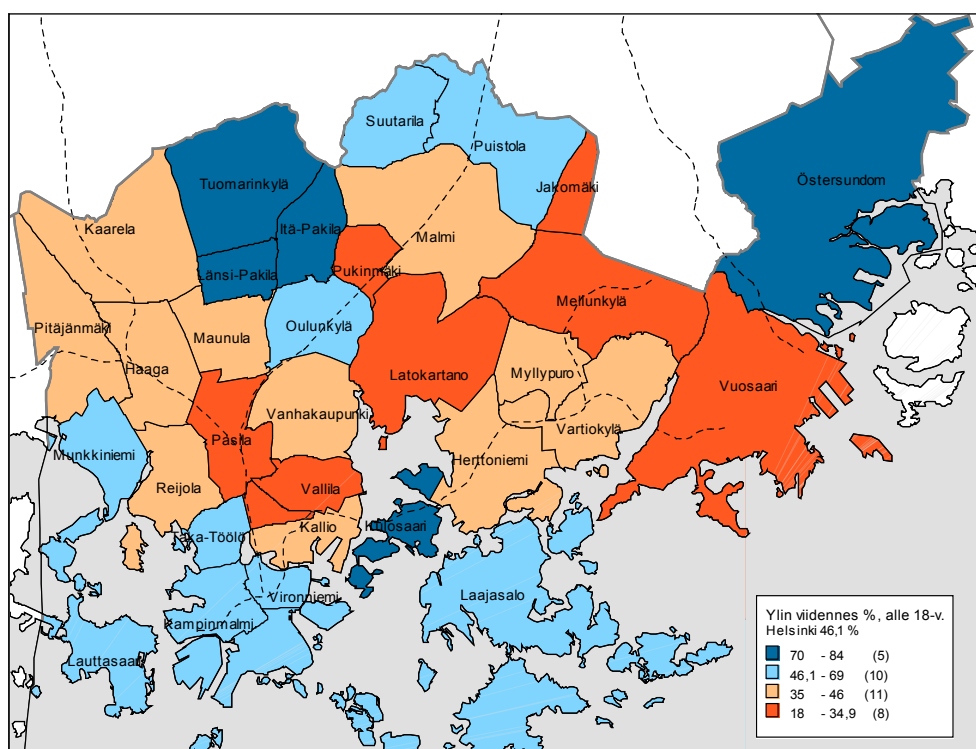 Suutarila
Puistola
Tuomarinkylä
Jakomäki
Östersundom
Kaarela
Itä-Pakila
Malmi
Länsi-Pakila
Pukinmäki
Mellunkylä
Pitäjänmäki
Maunula
Oulunkylä
Haaga
Myllypuro
Latokartano
Vuosaari
Vanhakaupunki
Pasila
Vartiokylä
Munkkiniemi
Herttoniemi
Reijola
Vallila
Kallio
Kulosaari
Taka-Töölö
Vironniemi
Laajasalo
Kampinmalmi
Lauttasaari
Ylin viidennes %, alle 18-v.
Helsinki 46,1 %
70 - 84 (5)
46,1 - 69 (10)
35 - 46 (11)
18 - 34,9 (8)